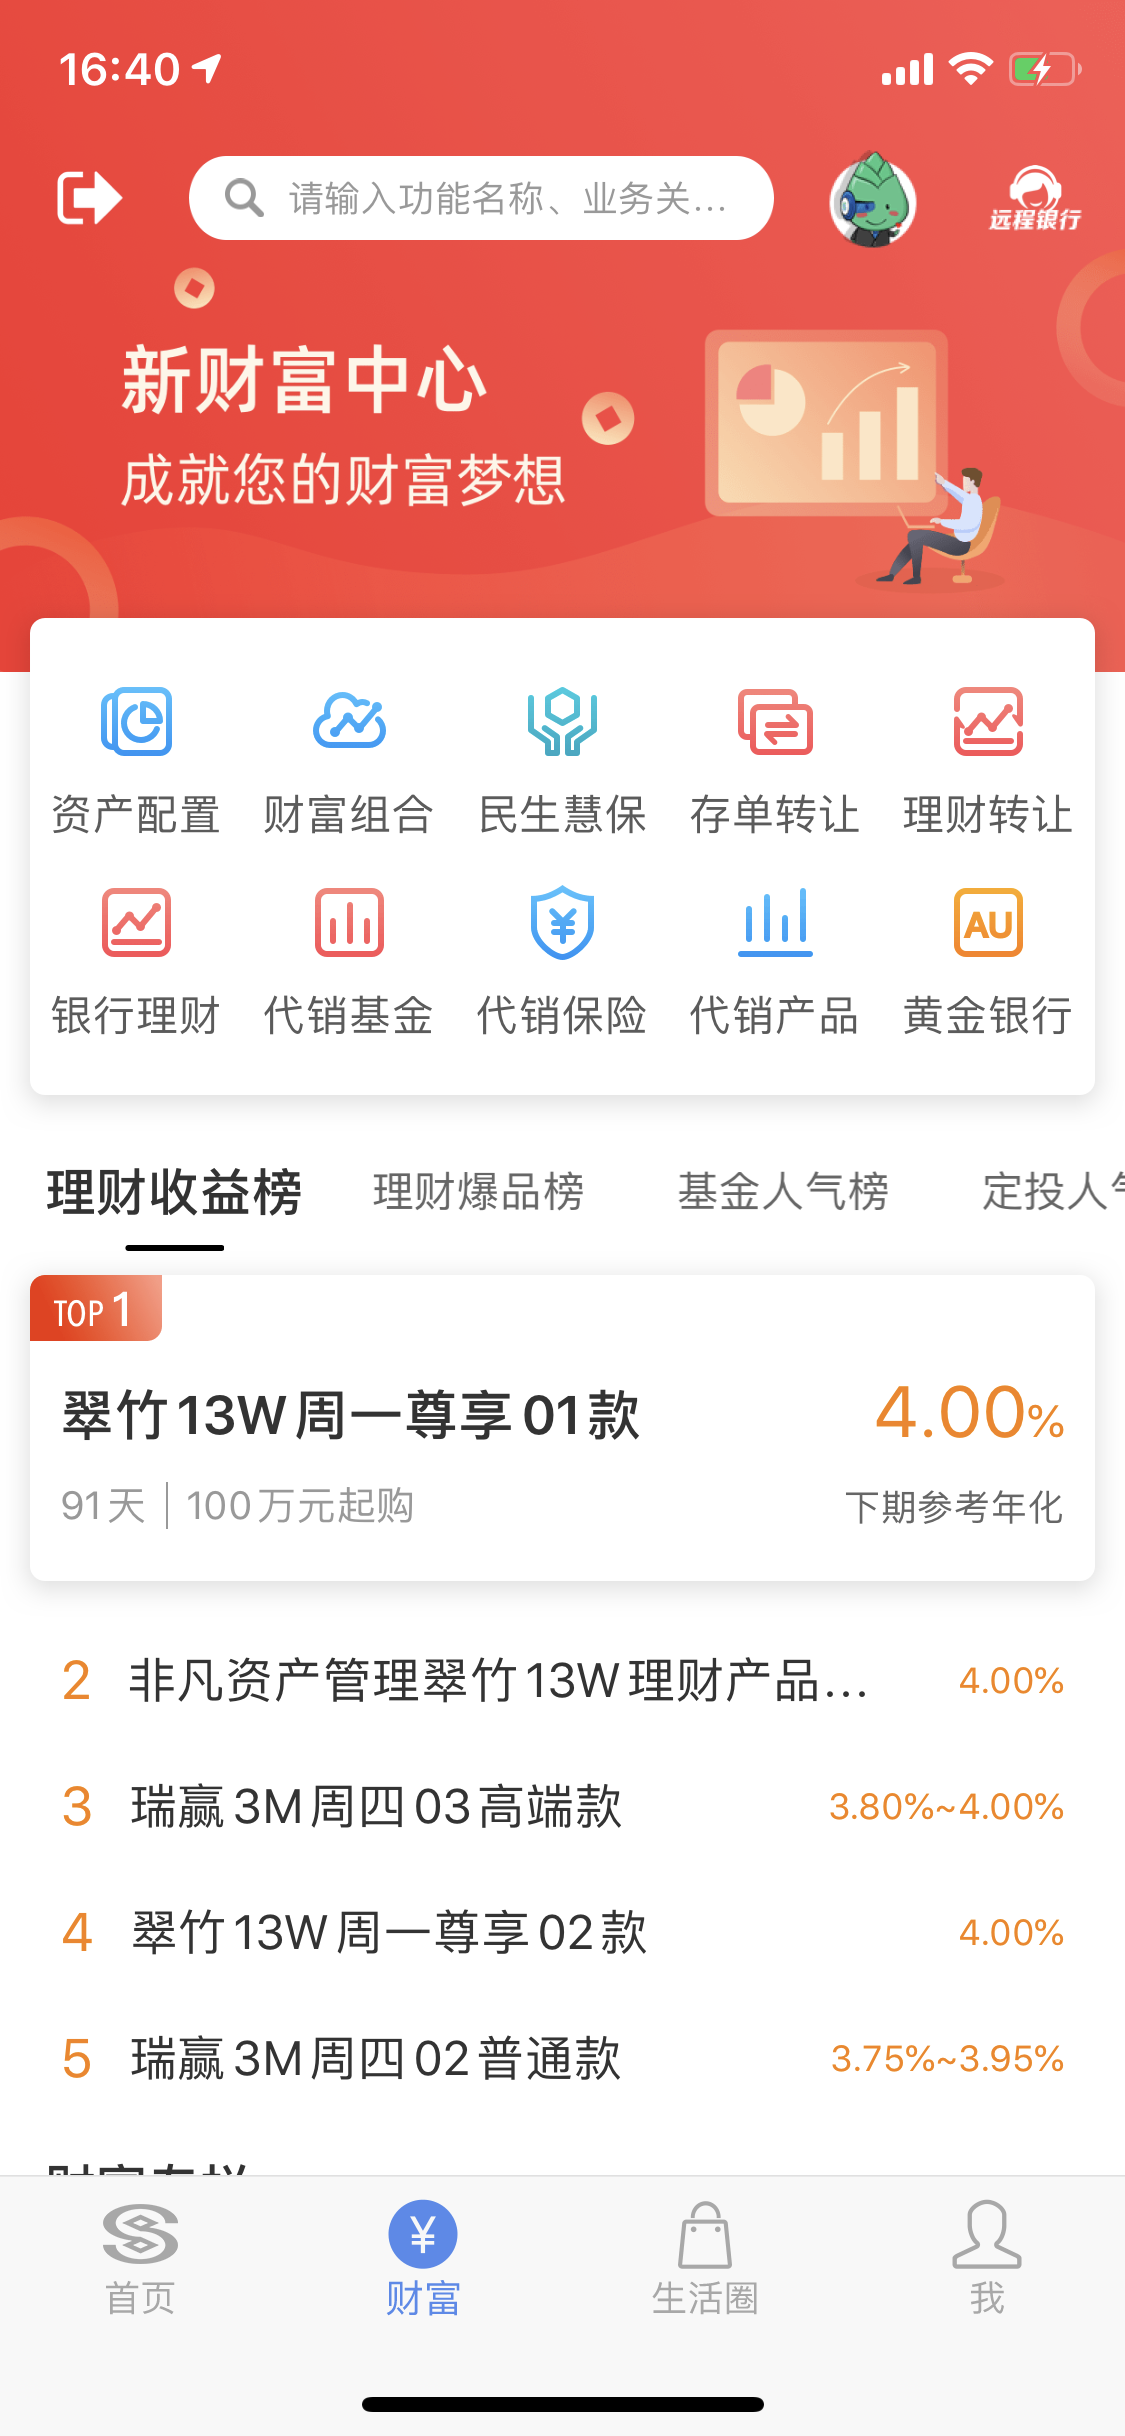 16:40
请输入功能名称、业务关...
远程银行
新财富中心
成就您的财富梦想
资产配置 财富组合 民生慧保 存单转让 理财转让
AU
银行理财 代销基金 代销保险 代销产品 黄金银行
理财收益榜 理财爆品榜 基金人气榜 定投人气
TOP 1
翠竹13W周一尊享01款 4.00%
91天 | 100万元起购 下期参考年化
2 非凡资产管理翠竹13W理财产品... 4.00%
3 瑞赢3M周四03高端款 3.80%~4.00%
4 翠竹13W周一尊享02款 4.00%
5 瑞赢3M周四02普通款 3.75%~3.95%
首页 财富 生活圈 我